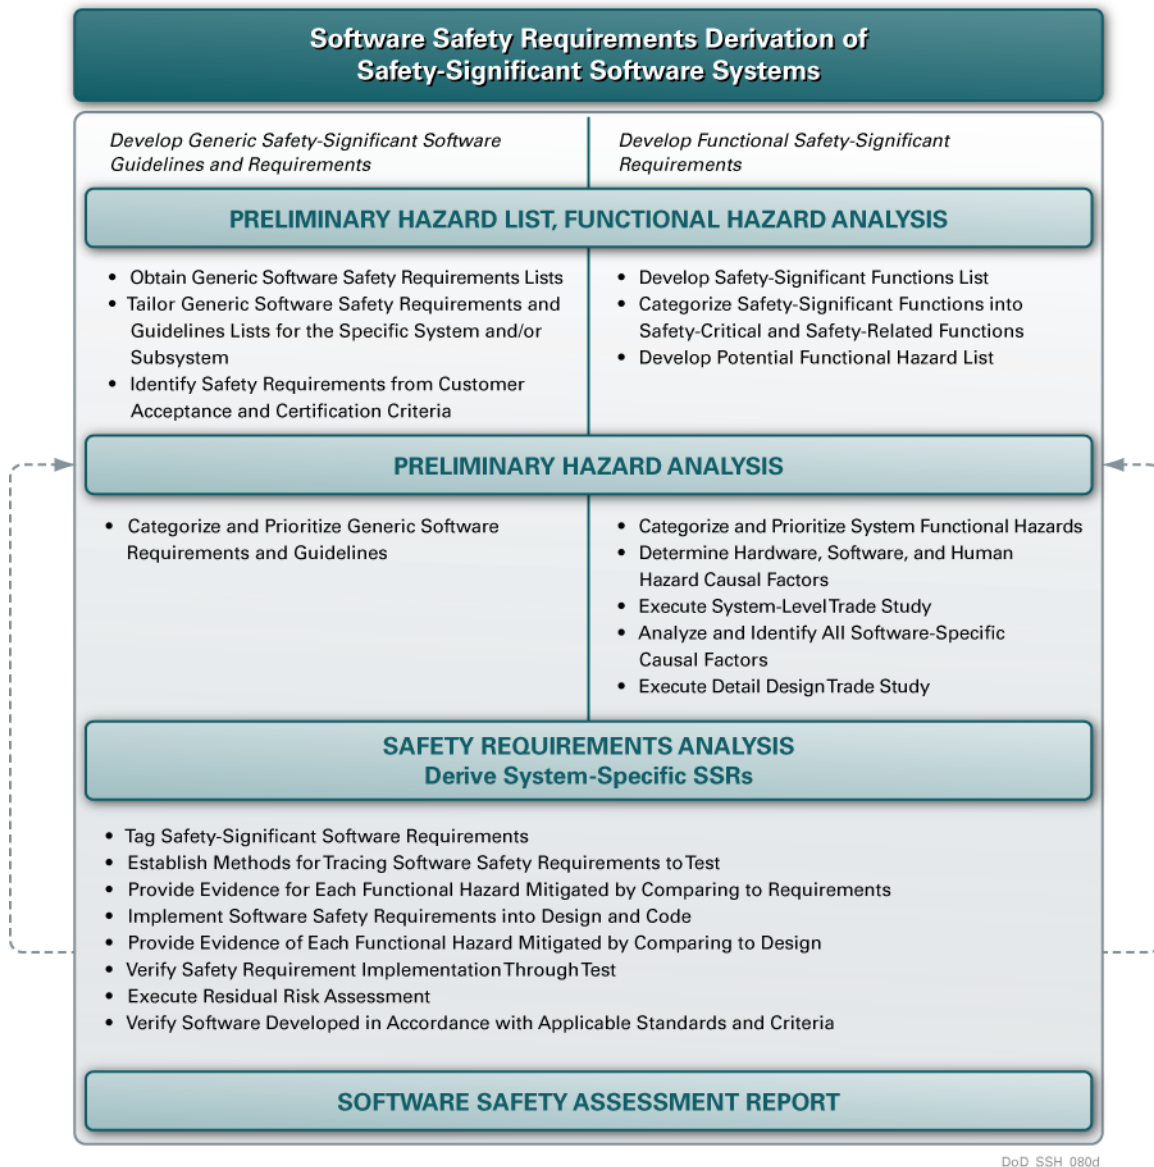 Software Safety Requirements Derivation of
Safety-Significant Software Systems
Develop Generic Safety-Significant Software
Guidelines and Requirements
Develop Functional Safety-Significant
Requirements
PRELIMINARY HAZARD LIST, FUNCTIONAL HAZARD ANALYSIS
• Obtain Generic Software Safety Requirements Lists
• Tailor Generic Software Safety Requirements and
Guidelines Lists for the Specific System and/or
Subsystem
• Identify Safety Requirements from Customer
Acceptance and Certification Criteria
• Develop Safety-Significant Functions List
• Categorize Safety-Significant Functions into
Safety-Critical and Safety-Related Functions
• Develop Potential Functional Hazard List
PRELIMINARY HAZARD ANALYSIS
• Categorize and Prioritize Generic Software
Requirements and Guidelines
• Categorize and Prioritize System Functional Hazards
• Determine Hardware, Software, and Human
Hazard Causal Factors
• Execute System-Level Trade Study
• Analyze and Identify All Software-Specific
Causal Factors
• Execute Detail Design Trade Study
SAFETY REQUIREMENTS ANALYSIS
Derive System-Specific SSRs
• Tag Safety-Significant Software Requirements
• Establish Methods for Tracing Software Safety Requirements to Test
• Provide Evidence for Each Functional Hazard Mitigated by Comparing to Requirements
• Implement Software Safety Requirements into Design and Code
• Provide Evidence of Each Functional Hazard Mitigated by Comparing to Design
• Verify Safety Requirement Implementation Through Test
• Execute Residual Risk Assessment
• Verify Software Developed in Accordance with Applicable Standards and Criteria
SOFTWARE SAFETY ASSESSMENT REPORT
DoD SSH 080d